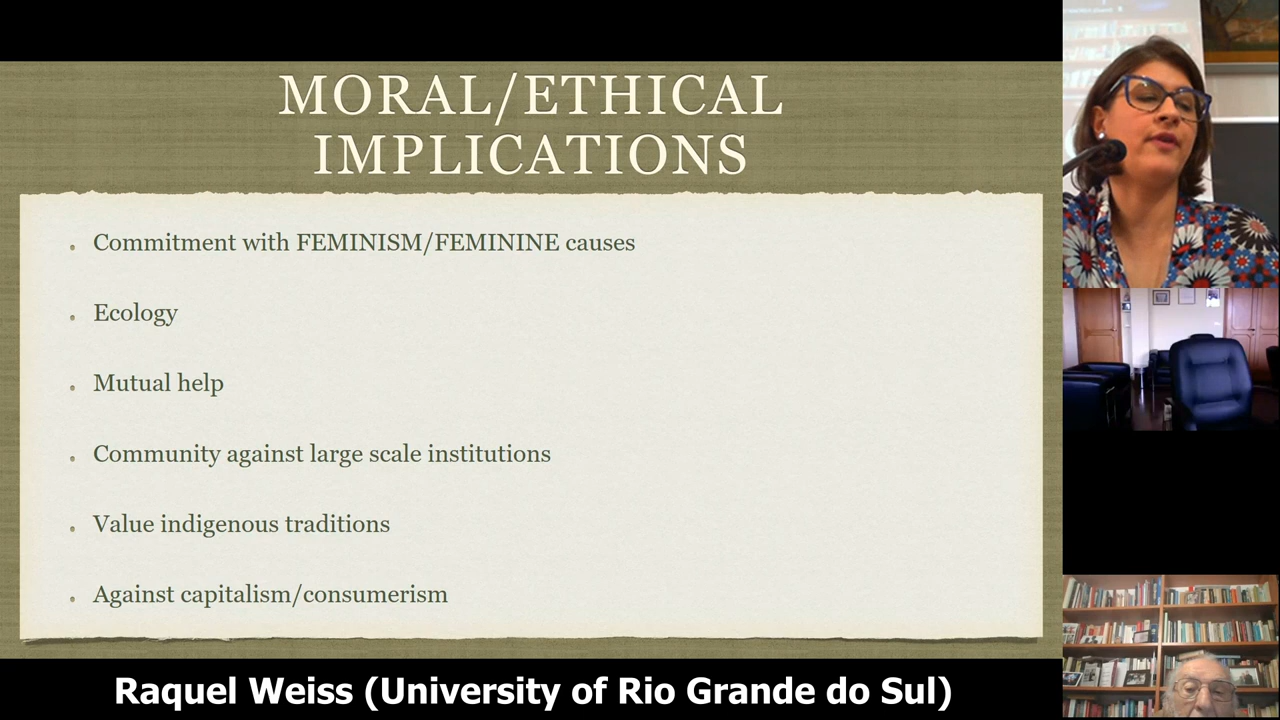 MORAL/ETHICAL
IMPLICATIONS
Commitment with FEMINISM/FEMININE causes
Ecology
Mutual help
Community against large scale institutions
Value indigenous traditions
Against capitalism/consumerism
Raquel Weiss (University of Rio Grande do Sul)